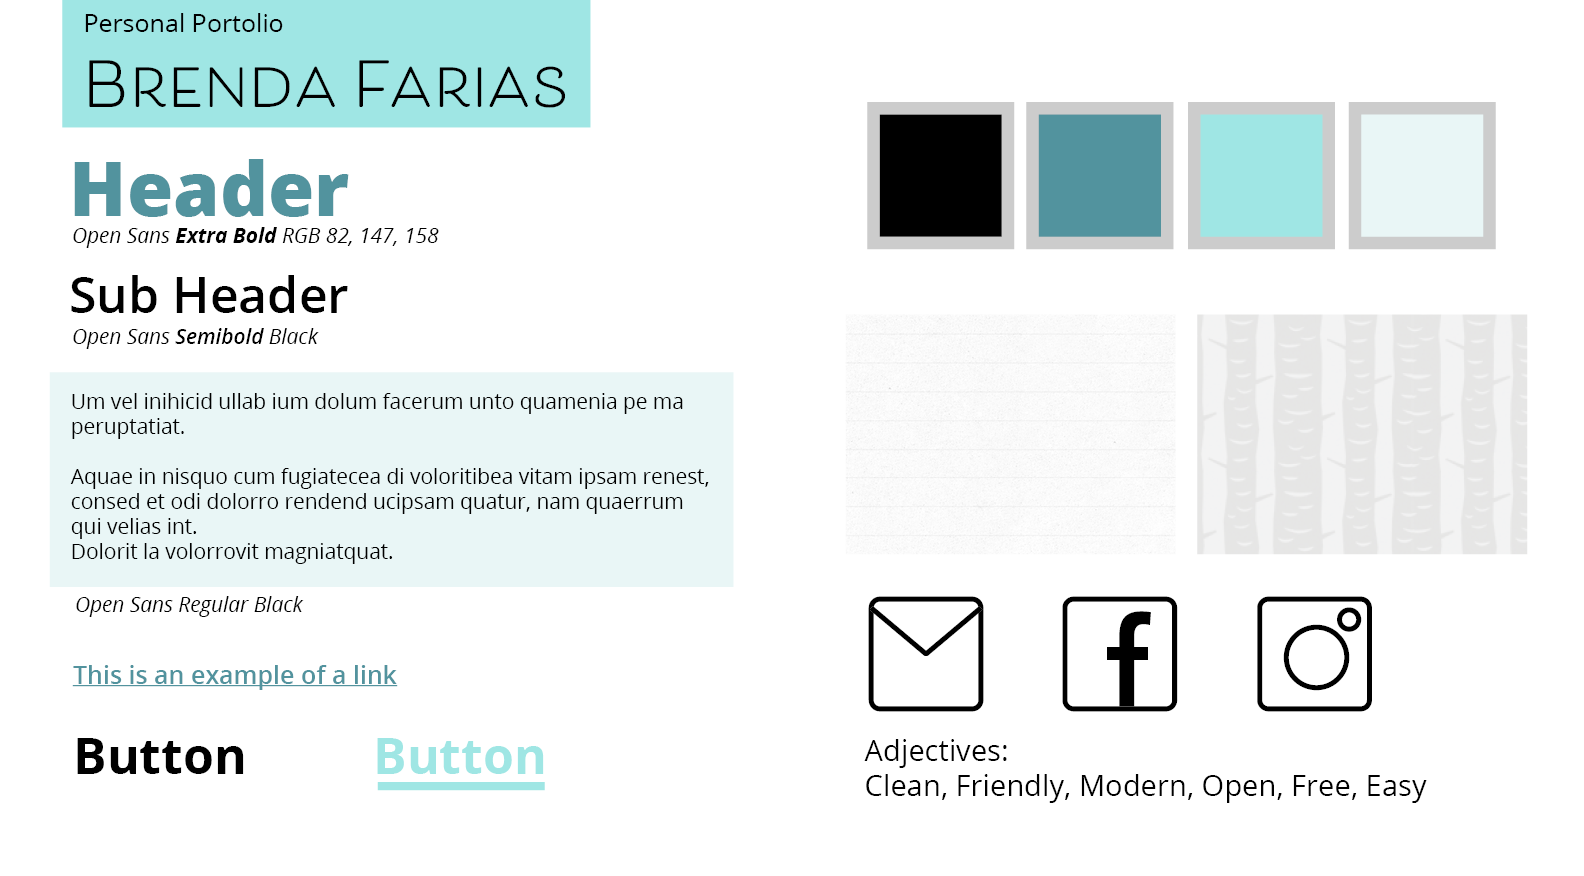 Personal Portolio
BRENDA FARIAS
Header
Open Sans Extra Bold RGB 82, 147, 158
Sub Header
Open Sans Semibold Black
Um vel inihicid ullab ium dolum facerum unto quamenia pe ma
peruptatiat.
Aquae in nisquo cum fugiatecea di voloritibea vitam ipsam renest,
consed et odi dolorro rendend ucipsam quatur, nam quaerrum
qui velias int.
Dolorit la volorrovit magniatquat.
Open Sans Regular Black
This is an example of a link
Button
Button
f
Adjectives:
Clean, Friendly, Modern, Open, Free, Easy